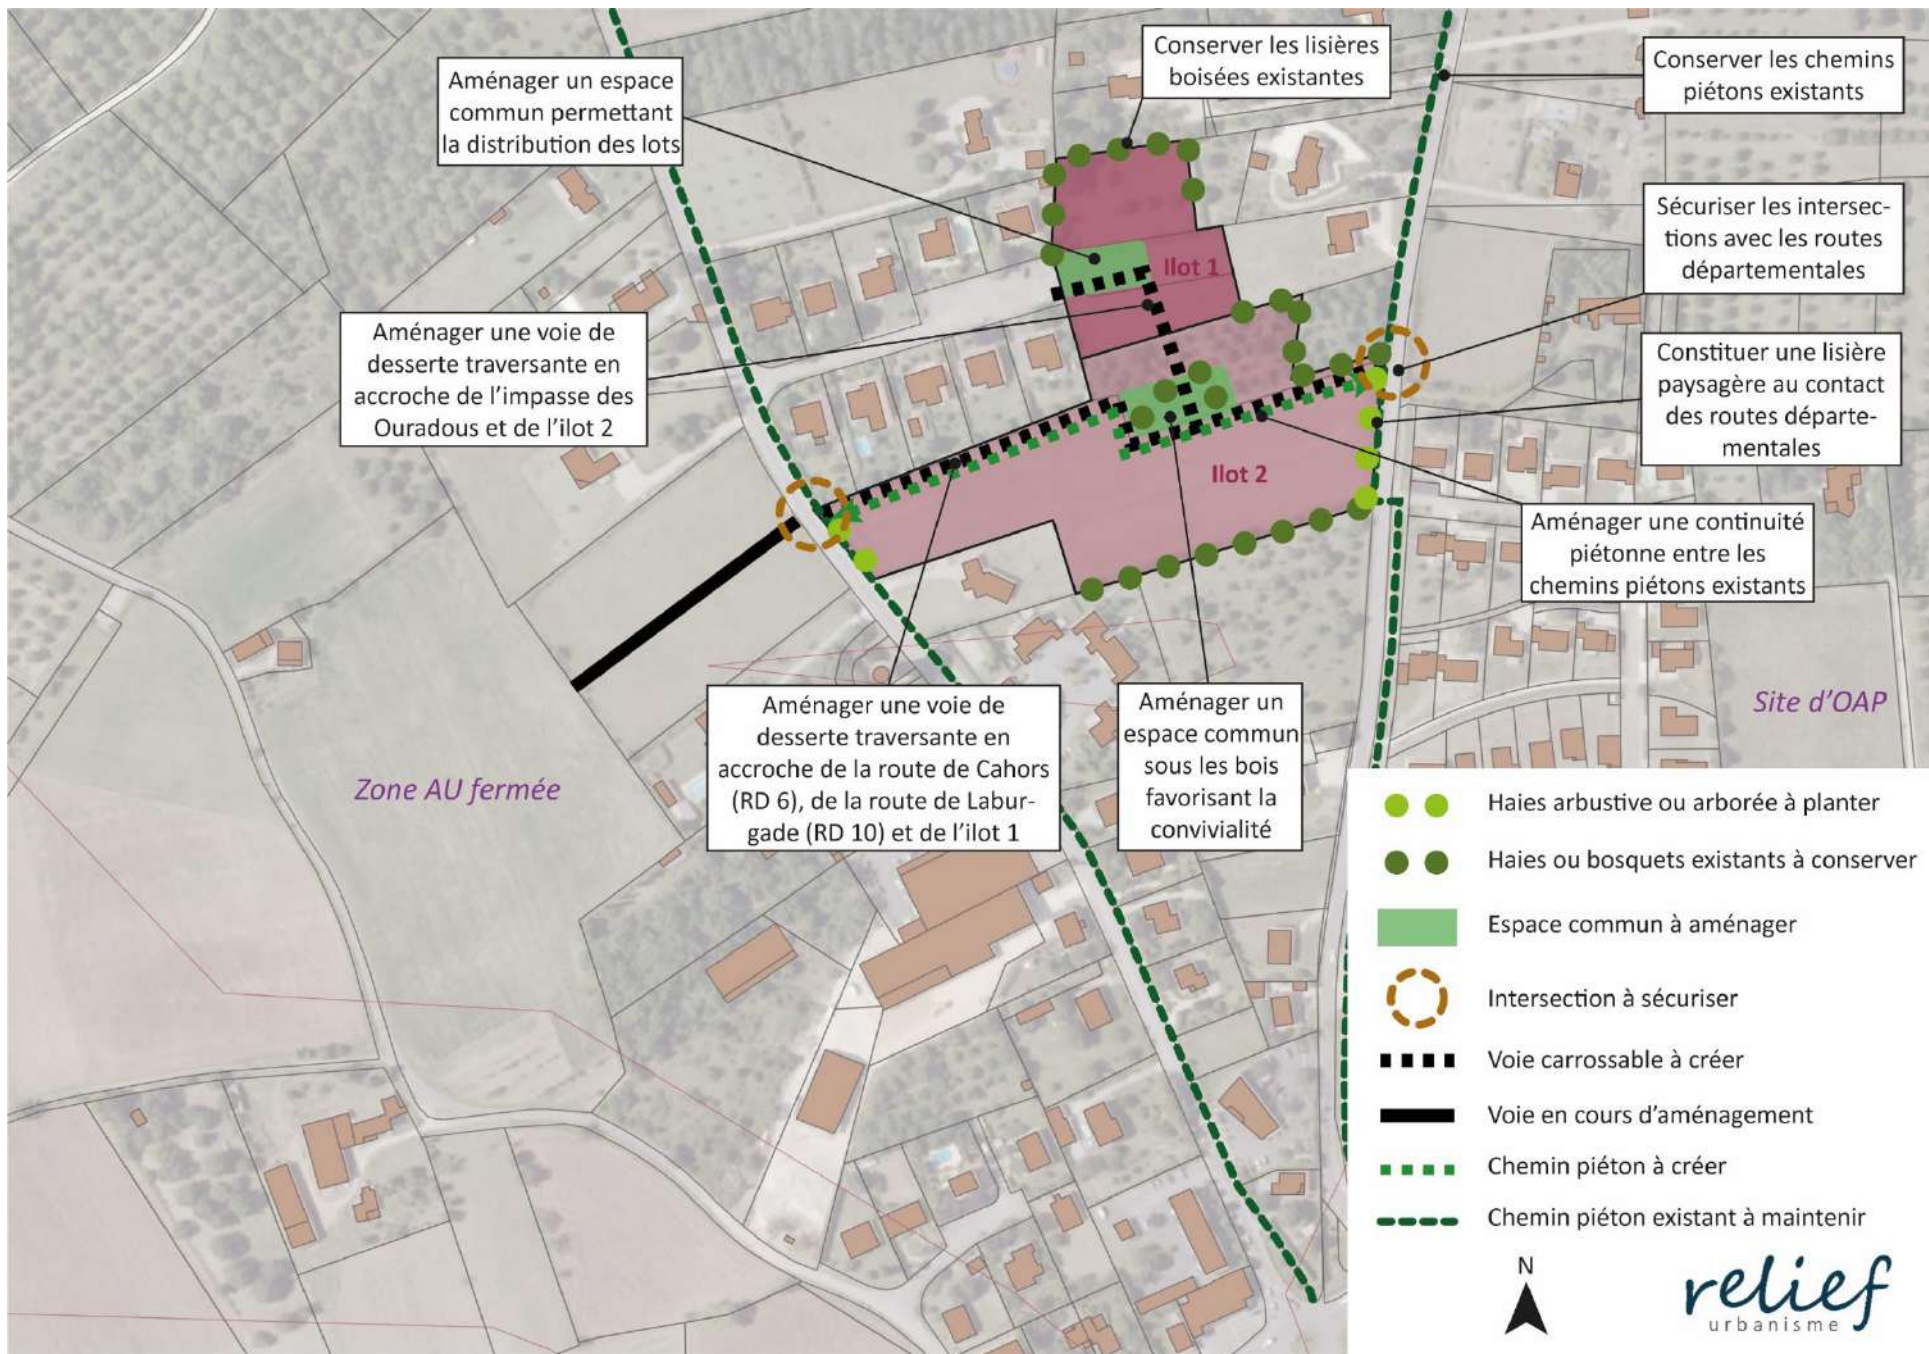 Conserver les lisières
boisées existantes
Conserver les chemins
piétons existants
Aménager un espace
commun permettant
la distribution des lots
Sécuriser les intersec-
tions avec les routes
départementales
Ilot 1
Aménager une voie de
desserte traversante en
accroche de l'impasse des
Ouradous et de l'ilot 2
Constituer une lisière
paysagère au contact
des routes départe-
mentales
Ilot 2
Aménager une continuité
piétonne entre les
chemins piétons existants
Aménager une voie de
desserte traversante en
accroche de la route de Cahors
(RD 6), de la route de Labur-
gade (RD 10) et de l'ilot 1
Aménager un
espace commun
sous les bois
favorisant la
convivialité
Site d'OAP
Zone AU fermée
Haies arbustive ou arborée à planter
Haies ou bosquets existants à conserver
Espace commun à aménager
Intersection à sécuriser
Voie carrossable à créer
Voie en cours d'aménagement
Chemin piéton à créer
Chemin piéton existant à maintenir
N
relief
urbanisme